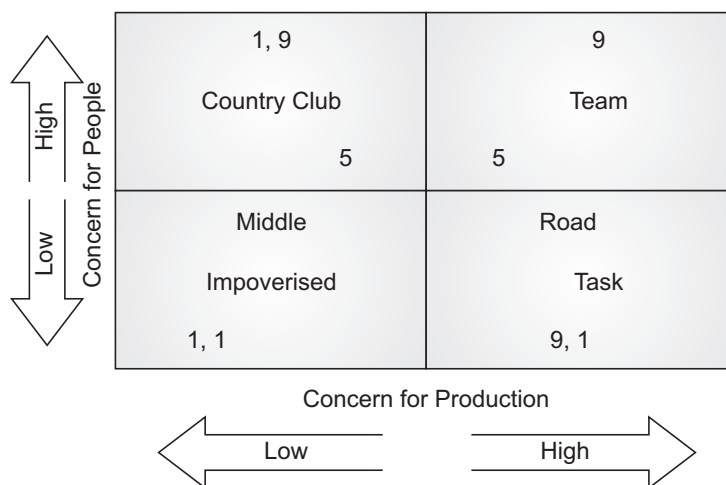 1, 9 9
Country Club Team
5 5
Middle Road
Impoverised Task
1, 1 9, 1
High
Low
Concern for People
Concern for Production
Low High